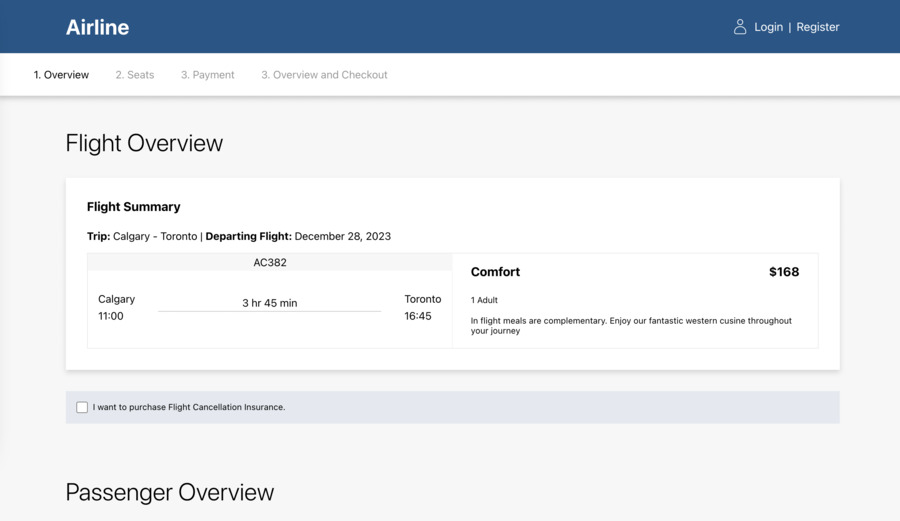 Airline
Login | Register
1. Overview 2. Seats 3. Payment 3. Overview and Checkout
Flight Overview
Flight Summary
Trip: Calgary - Toronto | Departing Flight: December 28, 2023
AC382
Calgary
11:00
3 hr 45 min
Toronto
16:45
Comfort $168
1 Adult
In flight meals are complementary. Enjoy our fantastic western cusine throughout
your journey
I want to purchase Flight Cancellation Insurance.
Passenger Overview